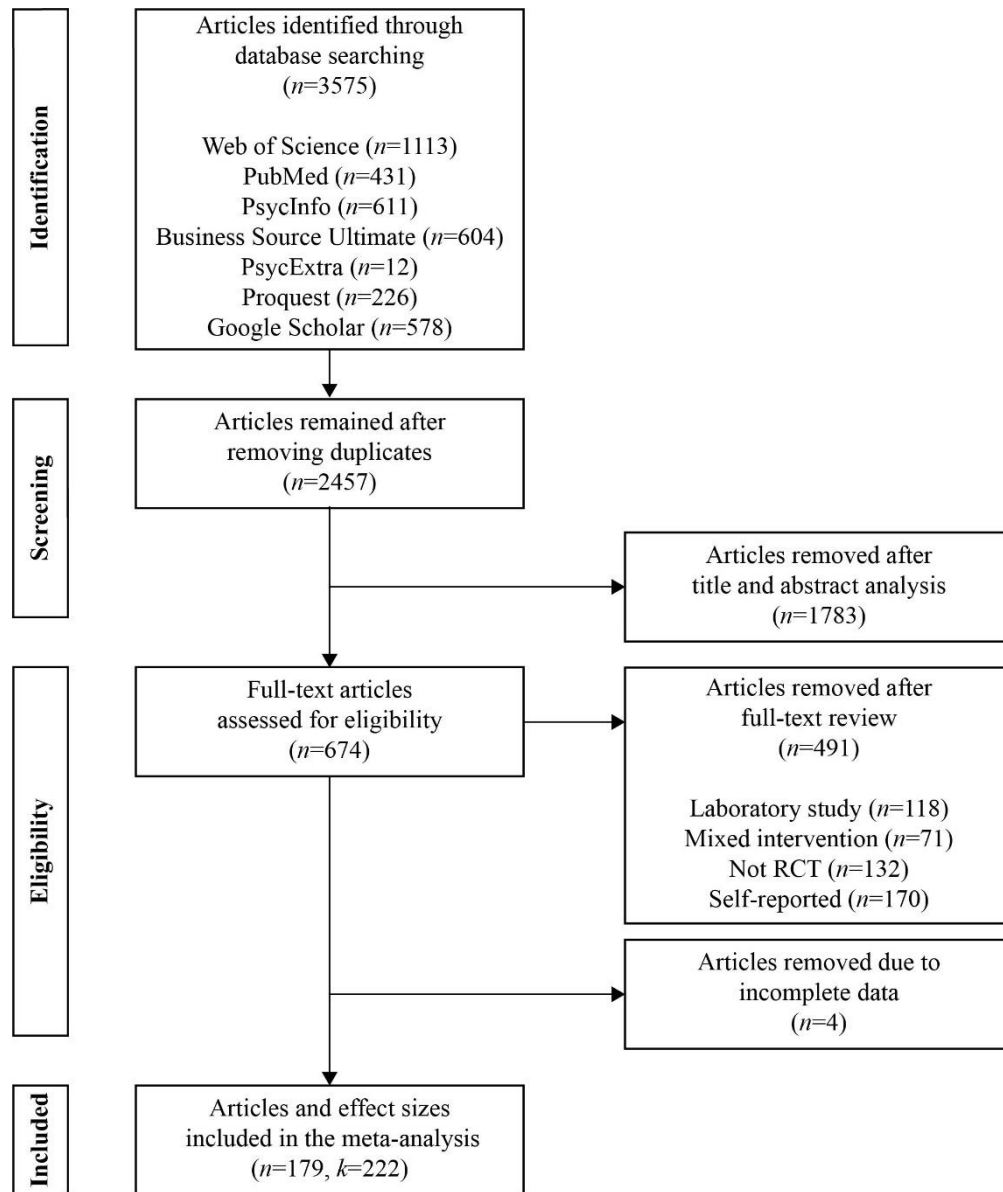 Identification
Articles identified through
database searching
(n=3575)
Web of Science (n=1113)
PubMed (n=431)
PsycInfo (n=611)
Business Source Ultimate (n=604)
PsycExtra (n=12)
Proquest (n=226)
Google Scholar (n=578)
Screening
Articles remained after
removing duplicates
(n=2457)
Articles removed after
title and abstract analysis
(n=1783)
Eligibility
Full-text articles
assessed for eligibility
(n=674)
Articles removed after
full-text review
(n=491)
Laboratory study (n=118)
Mixed intervention (n=71)
Not RCT (n=132)
Self-reported (n=170)
Articles removed due to
incomplete data
(n=4)
Included
Articles and effect sizes
included in the meta-analysis
(n=179, k=222)